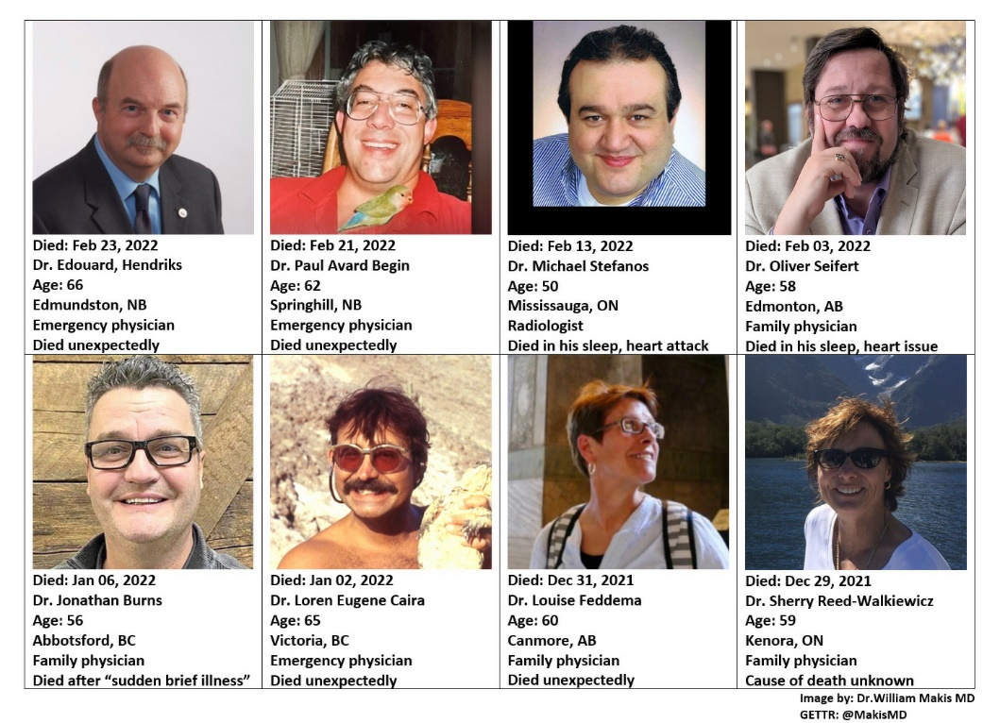 Died: Feb 23, 2022
Dr. Edouard, Hendriks
Age: 66
Edmundston, NB
Emergency physician
Died unexpectedly
Died: Feb 21, 2022
Dr. Paul Avard Begin
Age: 62
Springhill, NB
Emergency physician
Died unexpectedly
Died: Feb 13, 2022
Dr. Michael Stefanos
Age: 50
Mississauga, ON
Radiologist
Died in his sleep, heart attack
Died: Feb 03, 2022
Dr. Oliver Seifert
Age: 58
Edmonton, AB
Family physician
Died in his sleep, heart issue
Died: Jan 06, 2022
Dr. Jonathan Burns
Age: 56
Abbotsford, BC
Family physician
Died after “sudden brief illness”
Died: Jan 02, 2022
Dr. Loren Eugene Caira
Age: 65
Victoria, BC
Emergency physician
Died unexpectedly
Died: Dec 31, 2021
Dr. Louise Feddema
Age: 60
Canmore, AB
Family physician
Died unexpectedly
Died: Dec 29, 2021
Dr. Sherry Reed-Walkiewicz
Age: 59
Kenora, ON
Family physician
Cause of death unknown
Image by: Dr.William Makis MD
GETTR: @MakisMD